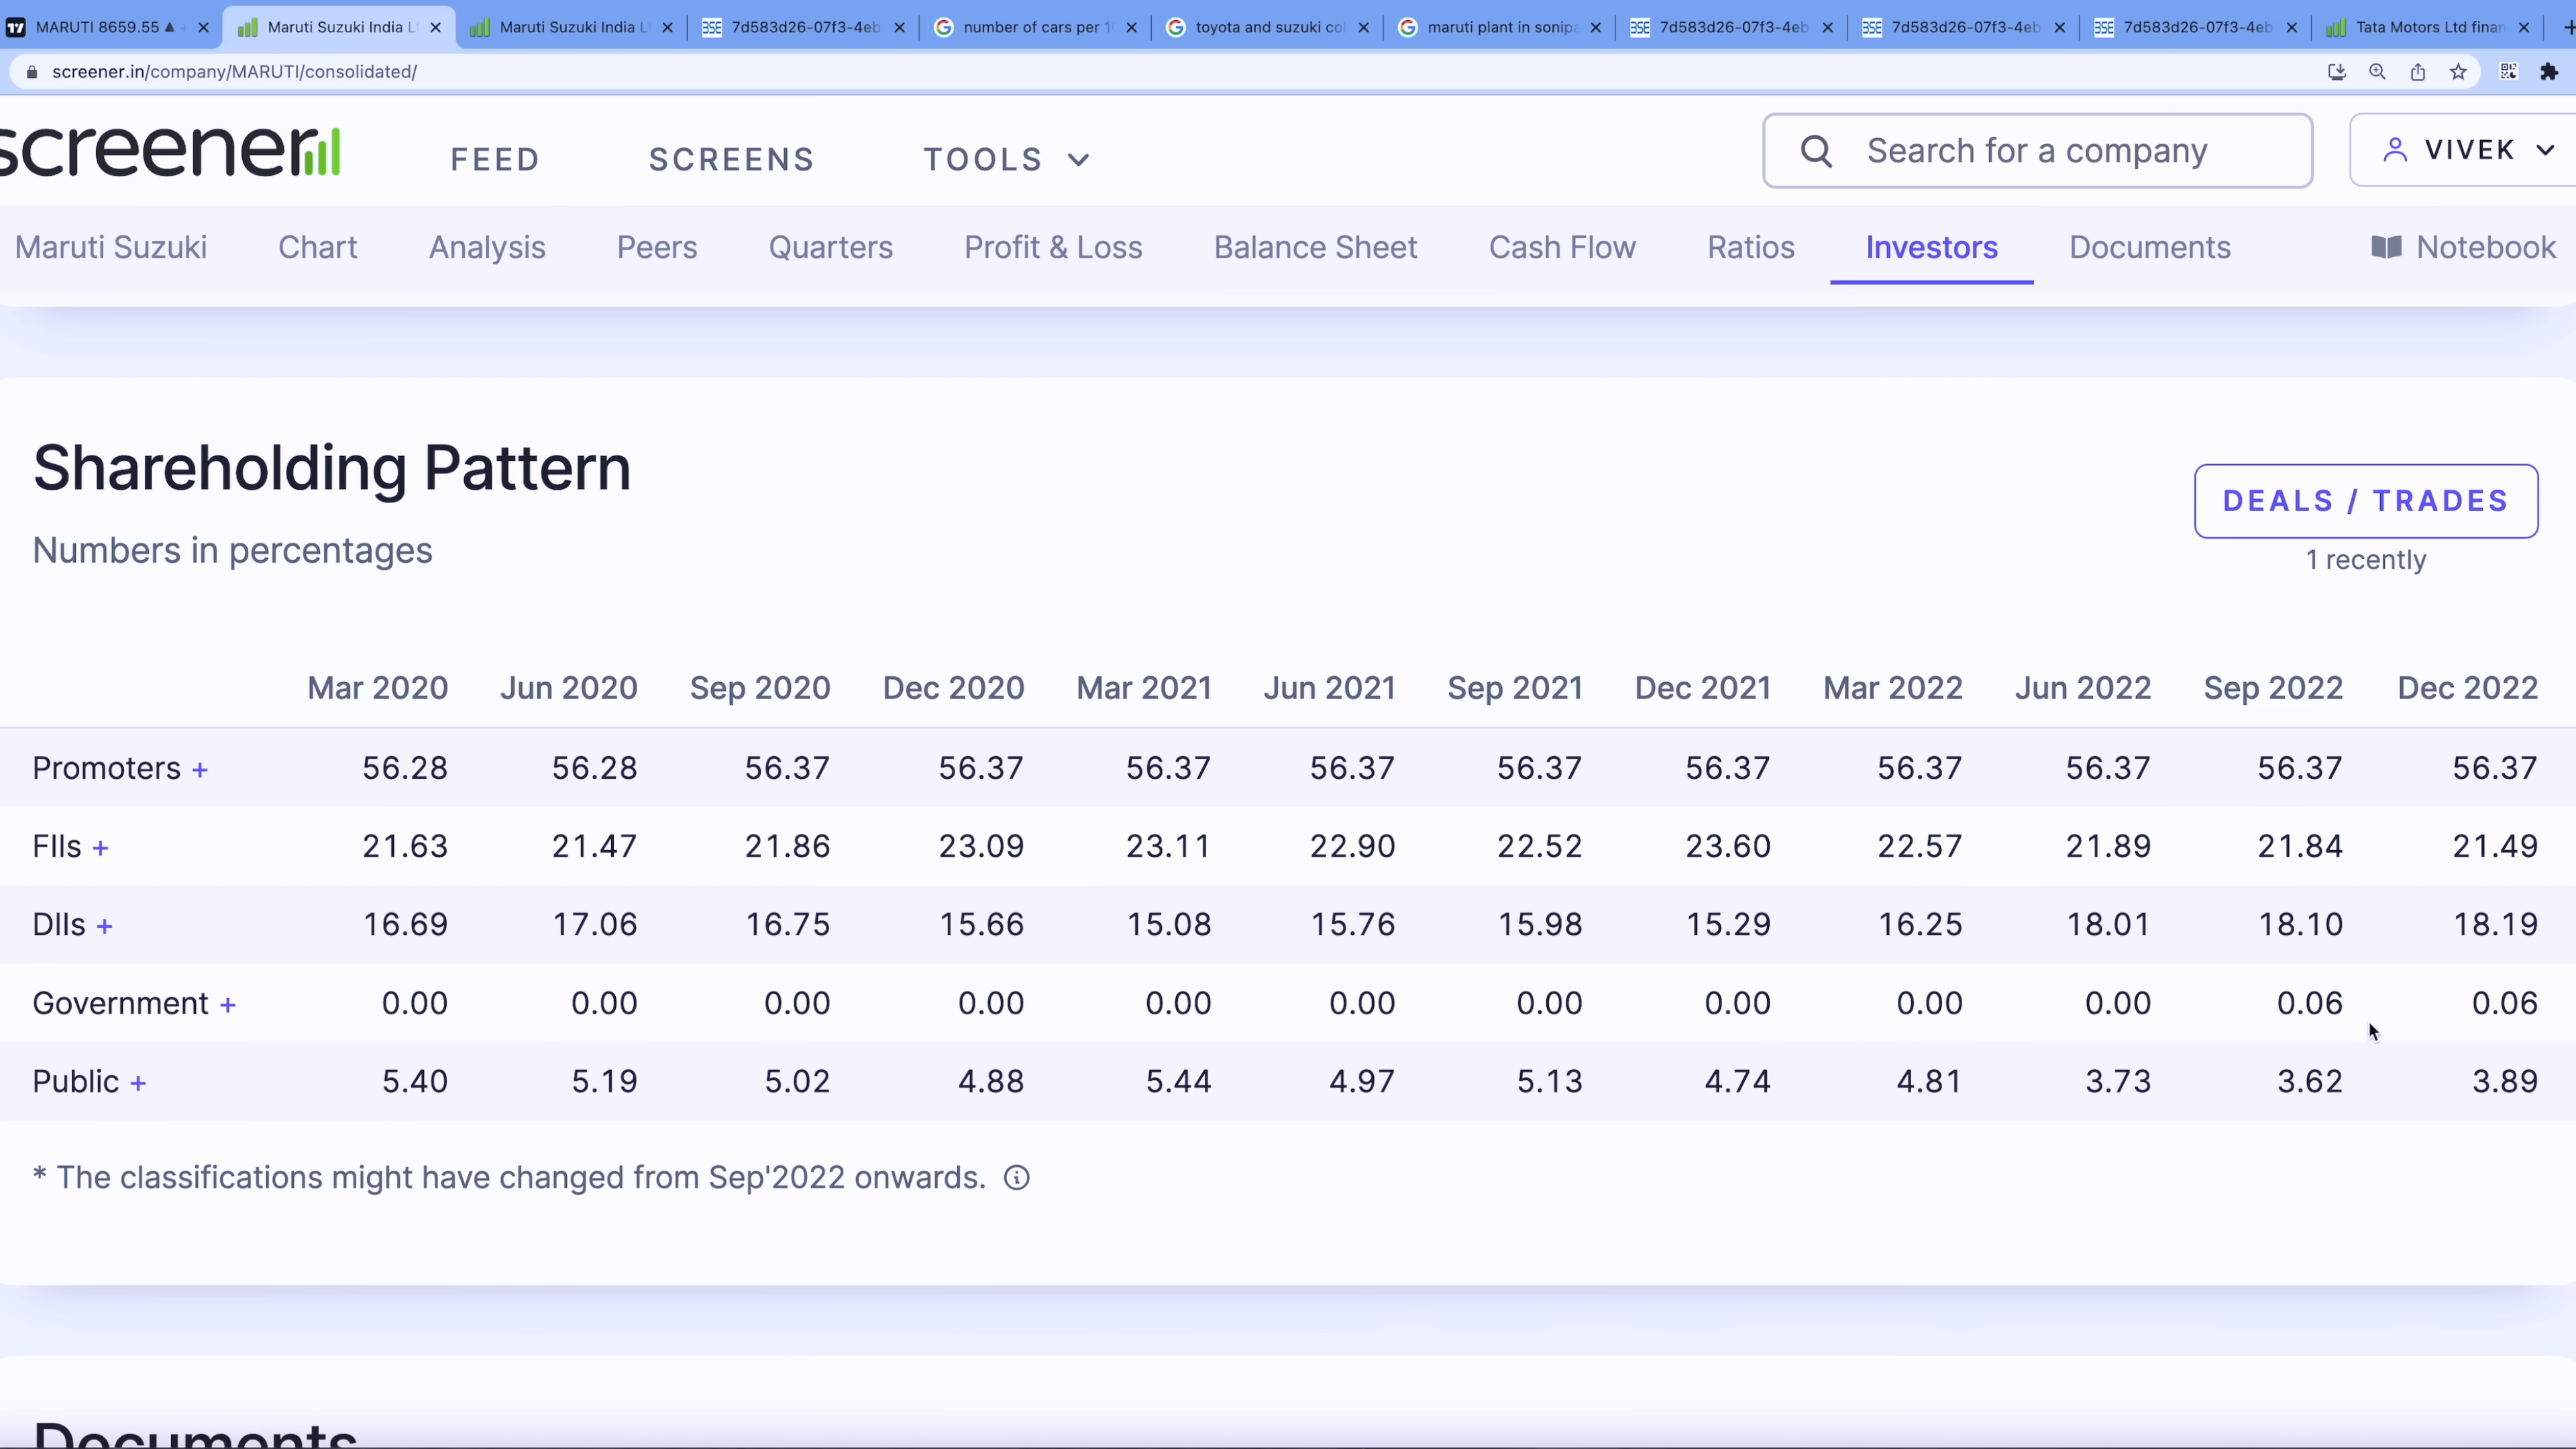 MARUTI 8659.55 ▲
Maruti Suzuki India L
Maruti Suzuki India L
7d583d26-07f3-4eb
number of cars per 1
toyota and suzuki co
maruti plant in sonip
7d583d26-07f3-4eb
7d583d26-07f3-4eb
7d583d26-07f3-4eb
Tata Motors Ltd finan
screener.in/company/MARUTI/consolidated/
screener
FEED
SCREENS
TOOLS
Search for a company
VIVEK
Maruti Suzuki
Chart
Analysis
Peers
Quarters
Profit & Loss
Balance Sheet
Cash Flow
Ratios
Investors
Documents
Notebook
Shareholding Pattern
Numbers in percentages
DEALS / TRADES
1 recently
Mar 2020 Jun 2020 Sep 2020 Dec 2020 Mar 2021 Jun 2021 Sep 2021 Dec 2021 Mar 2022 Jun 2022 Sep 2022 Dec 2022
Promoters + 56.28 56.28 56.37 56.37 56.37 56.37 56.37 56.37 56.37 56.37 56.37 56.37
FIIs + 21.63 21.47 21.86 23.09 23.11 22.90 22.52 23.60 22.57 21.89 21.84 21.49
DIIs + 16.69 17.06 16.75 15.66 15.08 15.76 15.98 15.29 16.25 18.01 18.10 18.19
Government + 0.00 0.00 0.00 0.00 0.00 0.00 0.00 0.00 0.00 0.00 0.06 0.06
Public + 5.40 5.19 5.02 4.88 5.44 4.97 5.13 4.74 4.81 3.73 3.62 3.89
* The classifications might have changed from Sep'2022 onwards.
Documents